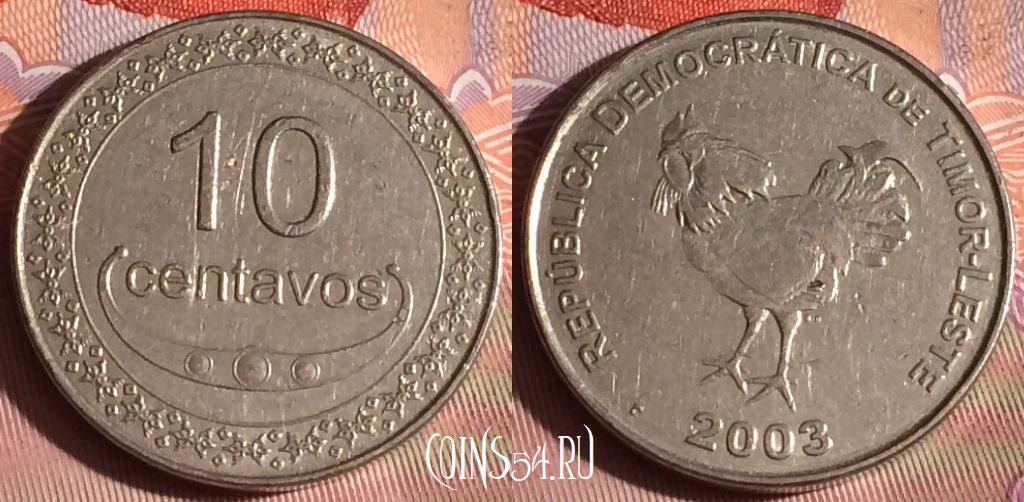 10
centavos
REPÚBLICA DEMOCRÁTICA DE TIMOR-LESTE
2003
COINS54.RU